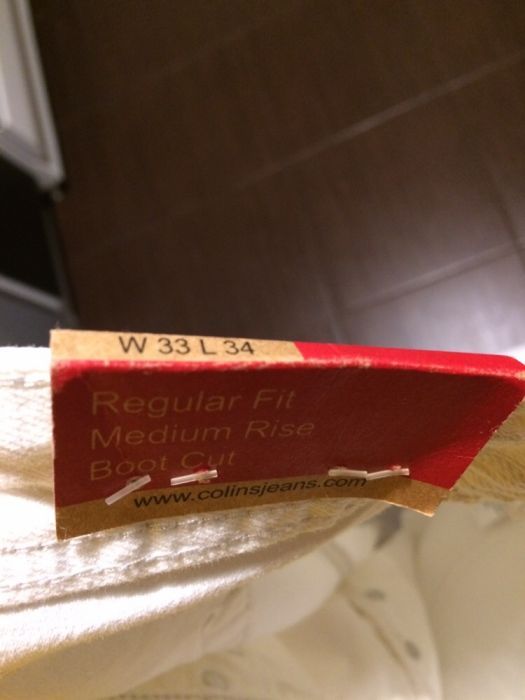 W 33 L 34
Regular Fit
Medium Rise
Boot Cut
www.colinsjeans.com